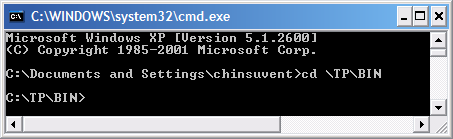 C:\WINDOWS\system32\cmd.exe
Microsoft Windows XP [Version 5.1.2600]
(C) Copyright 1985-2001 Microsoft Corp.
C:\Documents and Settings\chinsuvent>cd \TP\BIN
C:\TP\BIN>